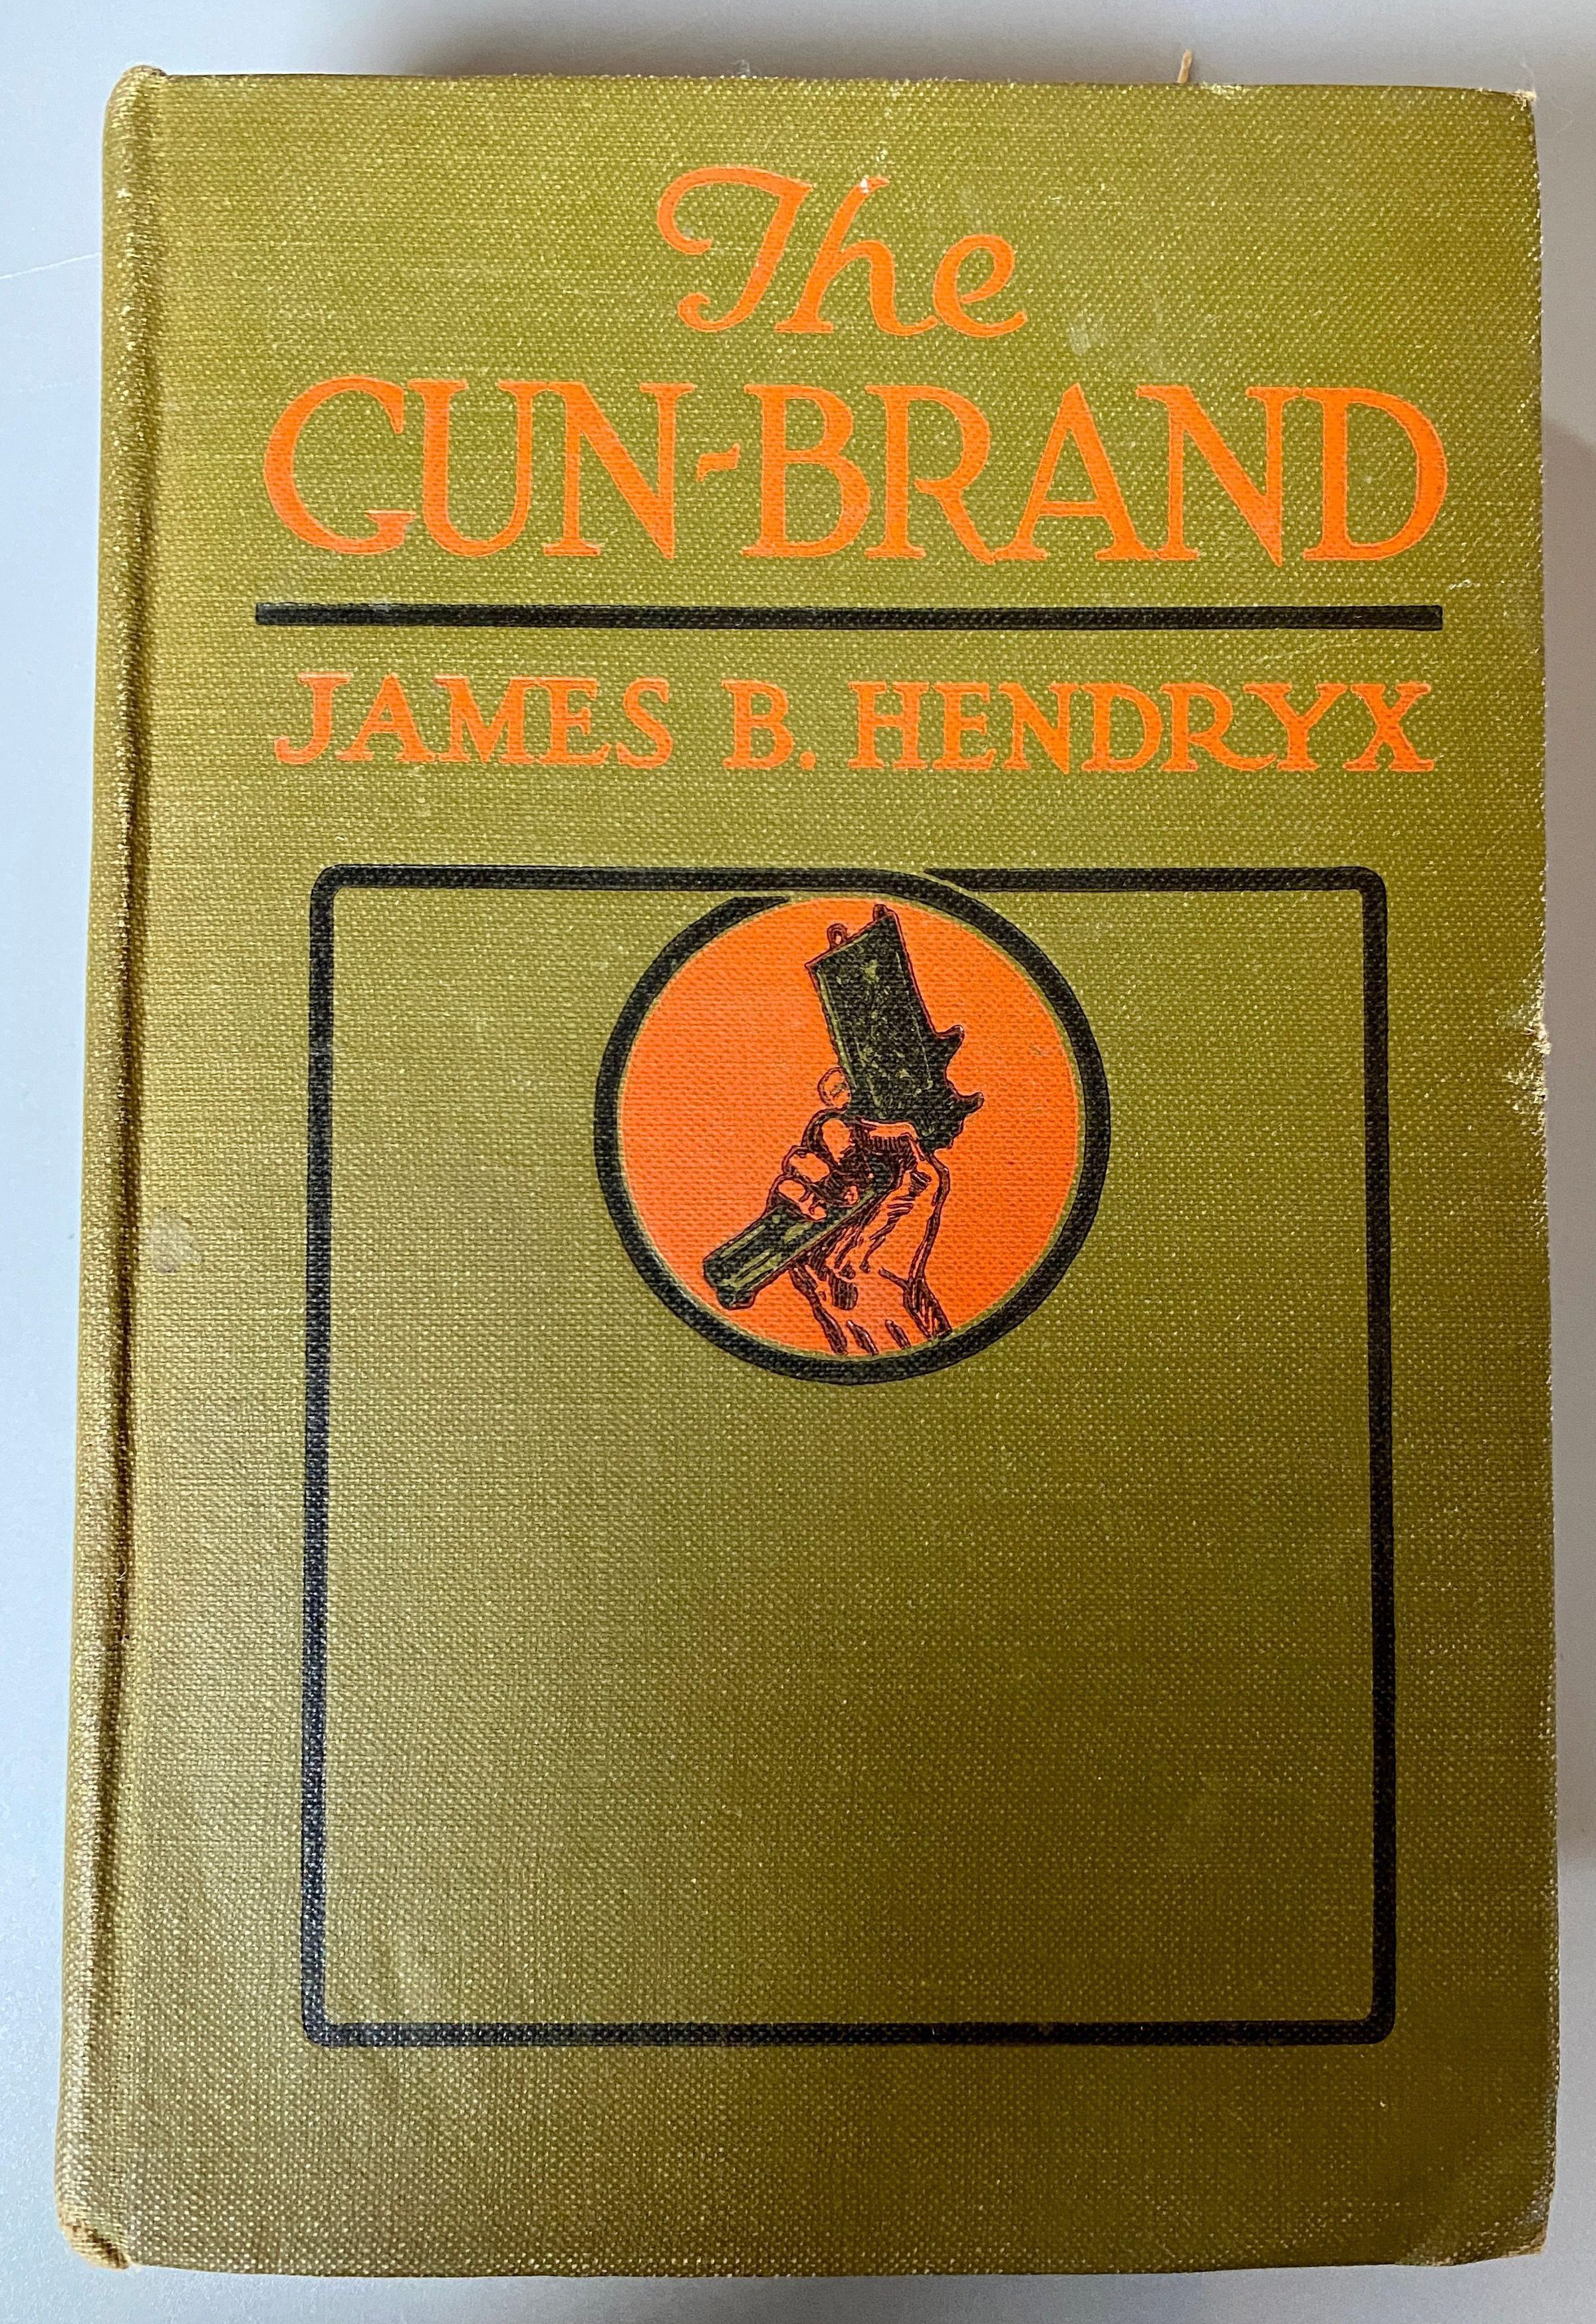 The
GUN-BRAND
JAMES B. HENDRYX